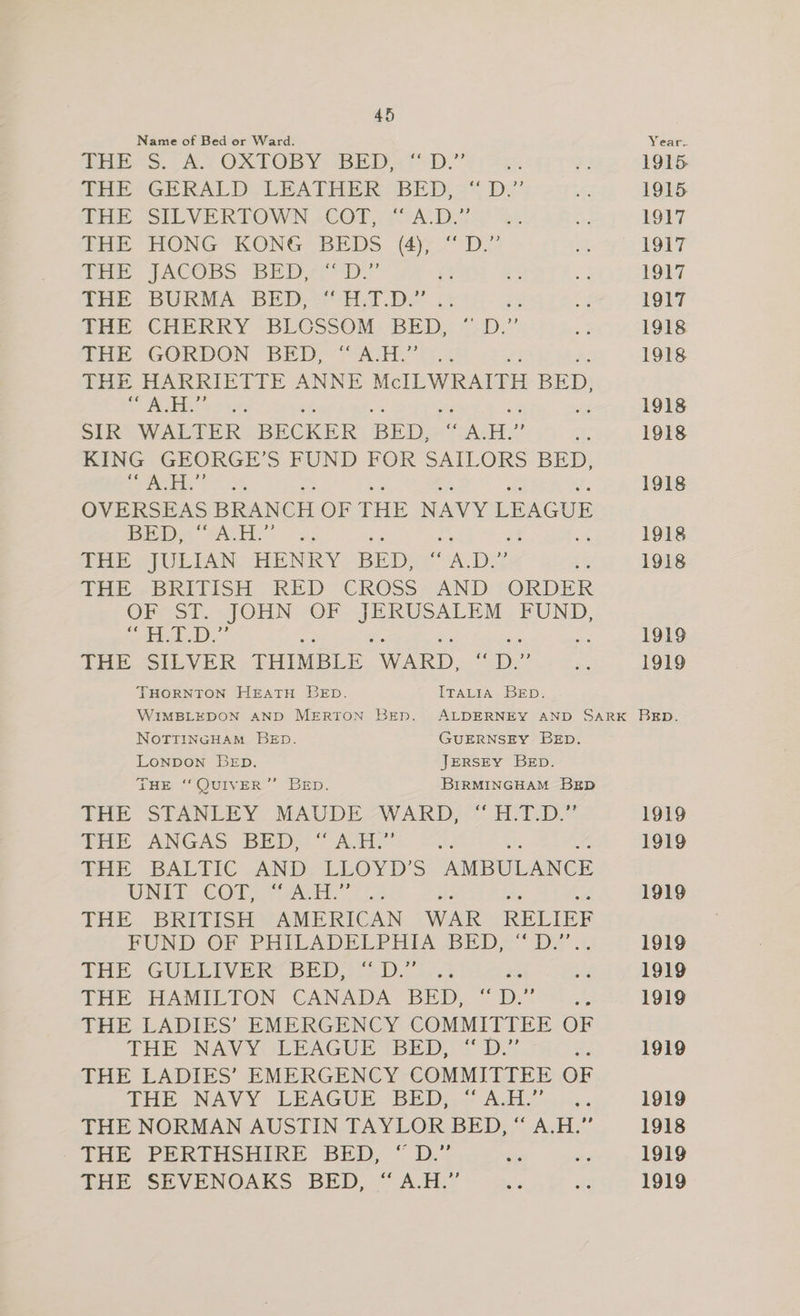 45
Name of Bed or Ward. Year.
THE S. A. OXTOBY BED, “ D.” .. .. 1915
THE GERALD LEATHER BED, “ D.” .. 1915
THE SILVERTOWN COT, “ A.D.” .. .. 1917
THE HONG KONG BEDS (4), “ D.” .. 1917
THE JACOBS BED, “ D.” .. .. .. 1917
THE BURMA BED, “ H.T.D.” .. .. .. 1917
THE CHERRY BLOSSOM BED, “ D.” .. 1918
THE GORDON BED, “ A.H.” .. .. .. 1918
THE HARRIETTE ANNE McILWRAITH BED,
“ A.H.” .. .. .. .. .. .. 1918
SIR WALTER BECKER BED, “ A.H.” .. 1918
KING GEORGE’S FUND FOR SAILORS BED,
“ A.H.” .. .. .. .. .. .. 1918
OVERSEAS BRANCH OF THE NAVY LEAGUE
BED, “ A.H.” .. .. .. .. .. 1918
THE JULIAN HENRY BED, “ A.D.” .. 1918
THE BRITISH RED CROSS AND ORDER
OF ST. JOHN OF JERUSALEM FUND,
“ H.T.D.” .. .. .. .. .. 1919
THE SILVER THIMBLE WARD, “ D.” .. 1919
THORNTON HEATH BED. ITALIA BED.
WIMBLEDON AND MERTON BED. ALDERNEY AND SARK BED.
NOTTINGHAM BED. GUERNSEY BED.
LONDON BED. JERSEY BED.
THE “ QUIVER ” BED. BIRMINGHAM BED
THE STANLEY MAUDE WARD, “ H.T.D.” 1919
THE ANGAS BED, “ A.H.” .. .. .. 1919
THE BALTIC AND LLOYD’S AMBULANCE
UNIT COT, “ A.H.” .. .. .. .. 1919
THE BRITISH AMERICAN WAR RELIEF
FUND OF PHILADELPHIA BED, “ D.” .. 1919
THE GULLIVER BED, “ D.” .. .. .. 1919
THE HAMILTON CANADA BED, “ D.” .. 1919
THE LADIES’ EMERGENCY COMMITTEE OF
THE NAVY LEAGUE BED, “ D.” .. 1919
THE LADIES’ EMERGENCY COMMITTEE OF
THE NAVY LEAGUE BED, “ A.H.” .. 1919
THE NORMAN AUSTIN TAYLOR BED, “ A.H.” 1918
THE PERTHSHIRE BED, “ D.” .. .. 1919
THE SEVENOAKS BED, “ A.H.” .. .. 1919